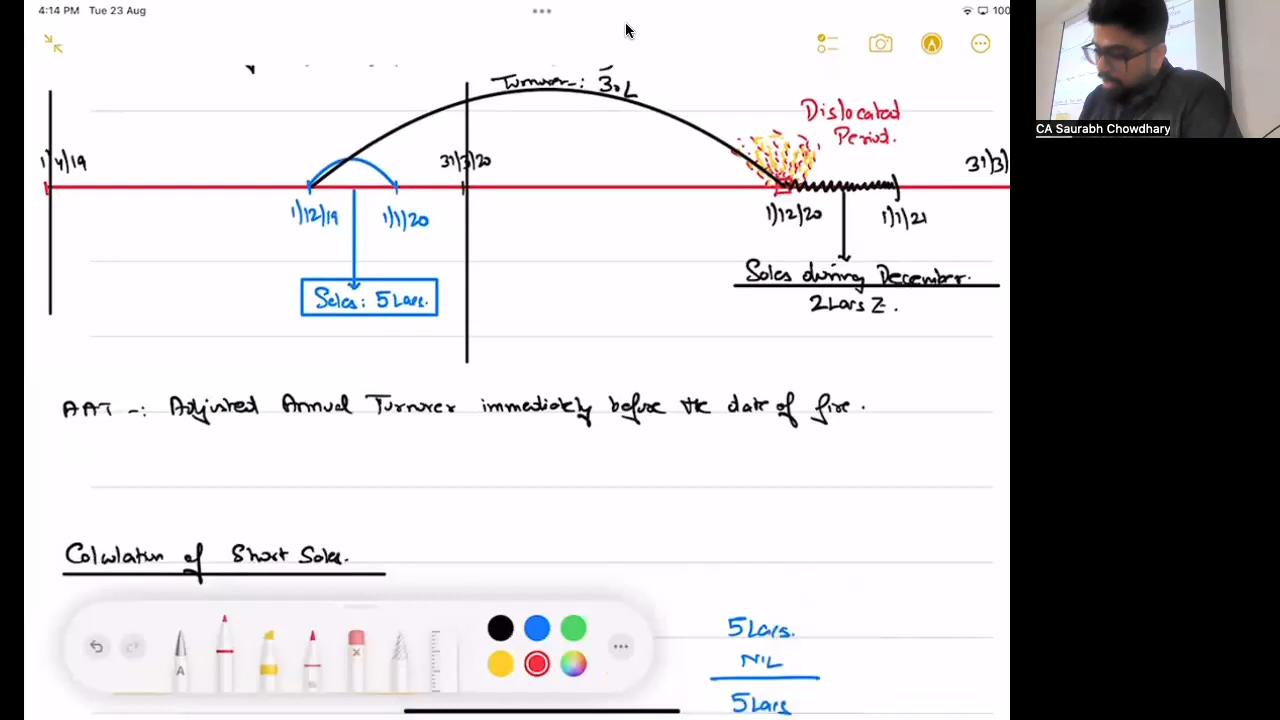 4:14 PM Tue 23 Aug
100
Turnover-: 30L
Dislocated
Period.
1/4/19
31/3/20
31/3/
1/12/19
1/1/20
1/12/20
1/1/21
Sales: 5 Lacs.
Sales during December.
2 Lacs
AAT -: Adjusted Annual Turnover immediately before the date of fire.
Calculation of Short Sales.
5 Lacs.
NIL
5 Lacs
A
CA Saurabh Chowdhary